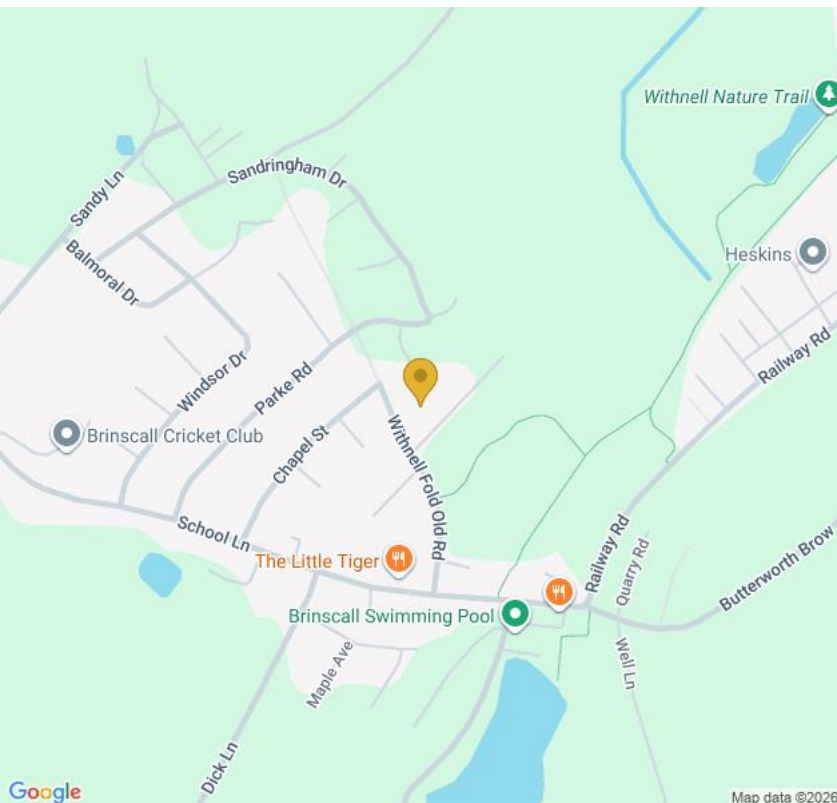 Withnell Nature Trail
Sandringham Dr
Sandy Ln
Heskins
Balmoral Dr
Railway Rd
Windsor Dr
Parke Rd
Brinscall Cricket Club
Chapel St
Withnell Fold Old Rd
School Ln
The Little Tiger
Railway Rd
Quarry Rd
Butterworth Brow
Brinscall Swimming Pool
Well Ln
Maple Ave
Dick Ln
Google
Map data ©2026